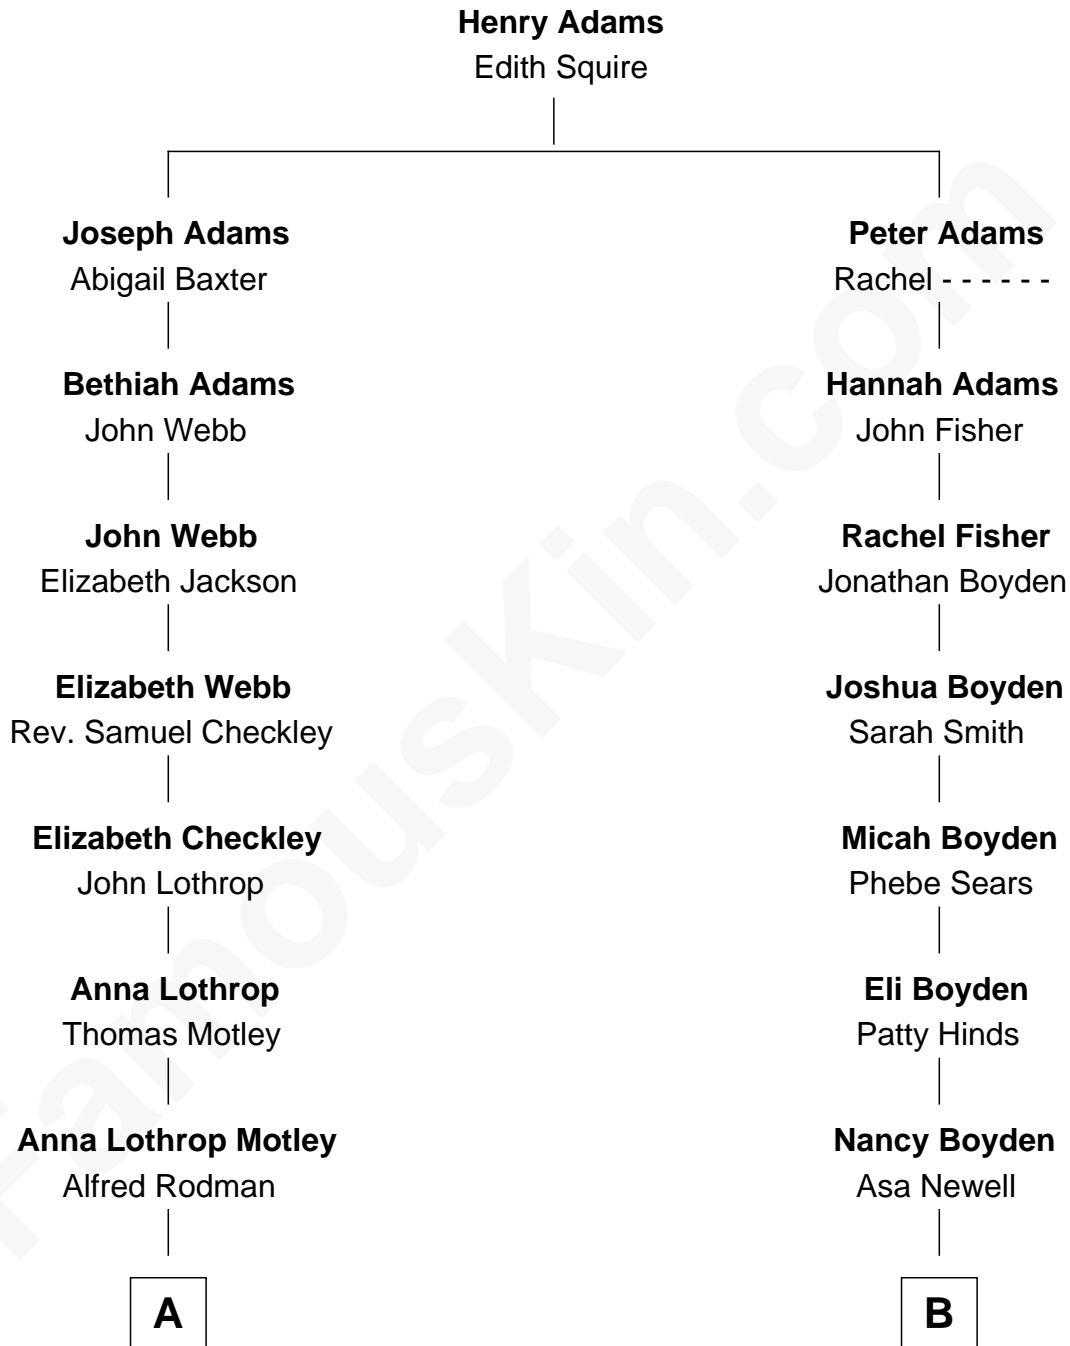 Henry Adams
Edith Squire
Joseph Adams
Abigail Baxter
Peter Adams
Rachel - - - - - -
Bethiah Adams
John Webb
Hannah Adams
John Fisher
John Webb
Elizabeth Jackson
Rachel Fisher
Jonathan Boyden
Elizabeth Webb
Rev. Samuel Checkley
Joshua Boyden
Sarah Smith
Elizabeth Checkley
John Lothrop
Micah Boyden
Phebe Sears
Anna Lothrop
Thomas Motley
Eli Boyden
Patty Hinds
Anna Lothrop Motley
Alfred Rodman
Nancy Boyden
Asa Newell
A
B
FamousKin.com